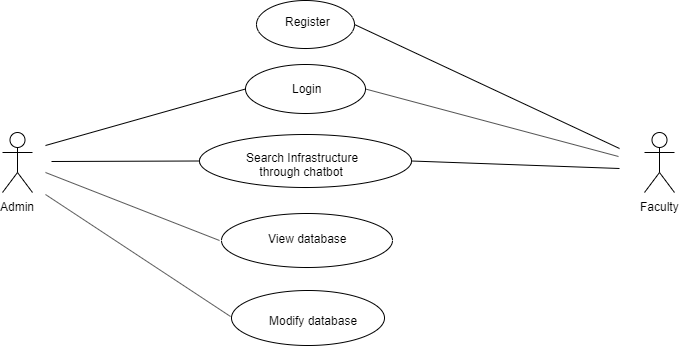 Register
Login
Search Infrastructure
through chatbot
Admin
Faculty
View database
Modify database